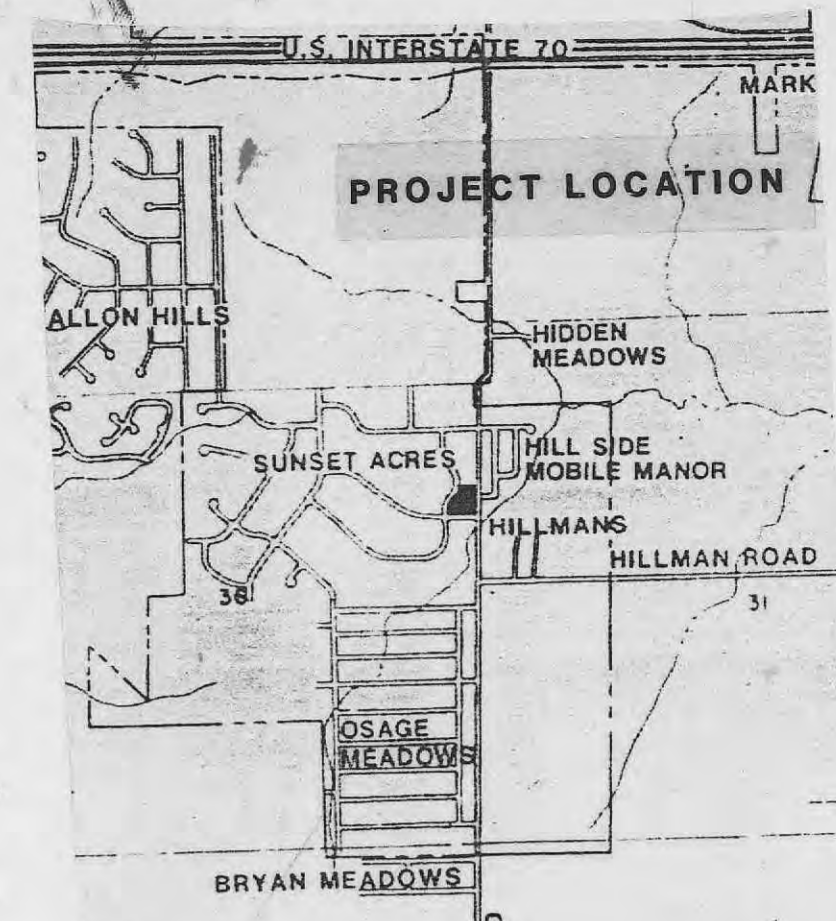 U.S. INTERSTATE 70
MARK
PROJECT LOCATION
ALLON HILLS
HIDDEN
MEADOWS
SUNSET ACRES
HILL SIDE
MOBILE MANOR
HILLMANS
HILLMAN ROAD
31
OSAGE
MEADOWS
BRYAN MEADOWS